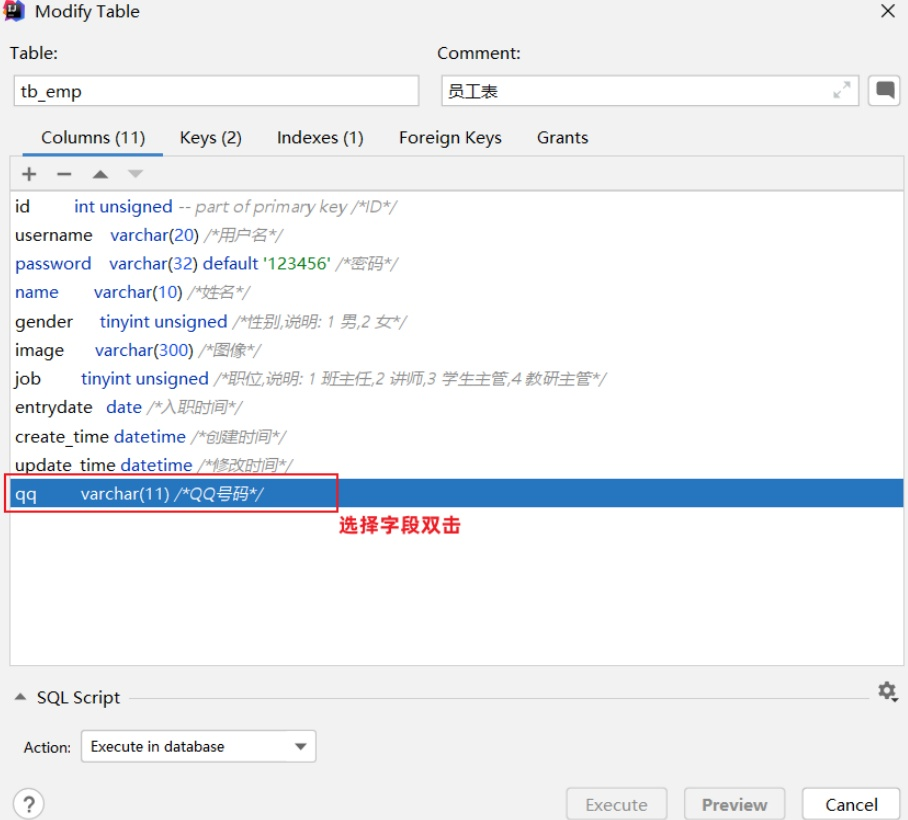 Modify Table
Table:
Comment:
tb_emp
员工表
Columns (11)
Keys (2)
Indexes (1)
Foreign Keys
Grants
id int unsigned -- part of primary key /*ID*/
username varchar(20) /*用户名*/
password varchar(32) default '123456' /*密码*/
name varchar(10) /*姓名*/
gender tinyint unsigned /*性别,说明: 1 男,2 女*/
image varchar(300) /*图像*/
job tinyint unsigned /*职位,说明: 1 班主任,2 讲师,3 学生主管,4 教研主管*/
entrydate date /*入职时间*/
create_time datetime /*创建时间*/
update_time datetime /*修改时间*/
qq varchar(11) /*QQ号码*/
选择字段双击
SQL Script
Action:
Execute in database
?
Execute
Preview
Cancel